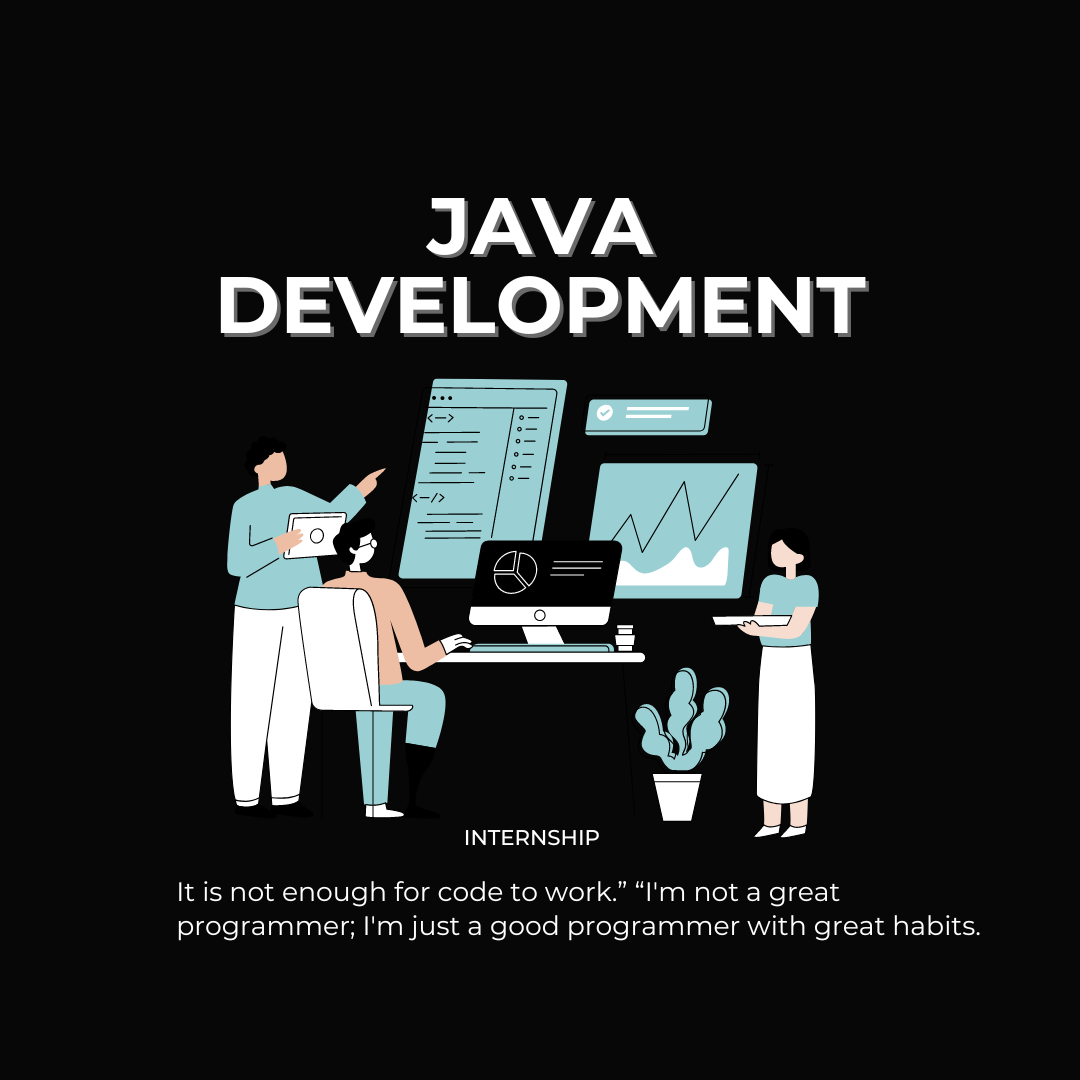 JAVA
DEVELOPMENT
<—>
<—/>
INTERNSHIP
It is not enough for code to work.” “I'm not a great
programmer; I'm just a good programmer with great habits.